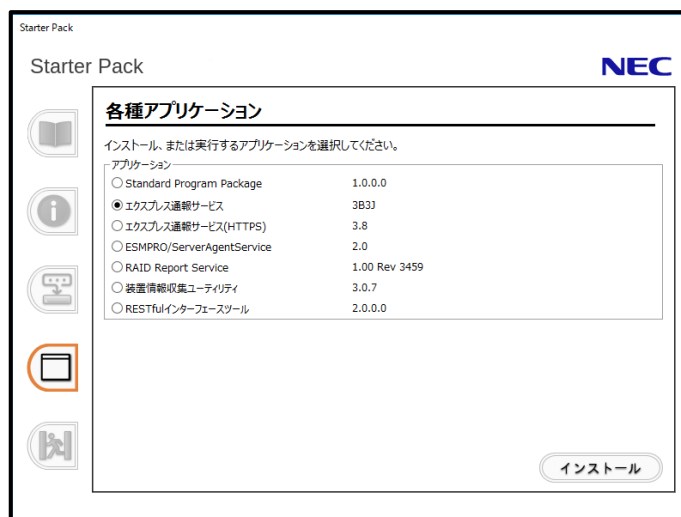 Starter Pack
Starter Pack
NEC
各種アプリケーション
インストール、または実行するアプリケーションを選択してください。
アプリケーション
Standard Program Package 1.0.0.0
エクスプレス通報サービス 3B3J
エクスプレス通報サービス(HTTPS) 3.8
ESMPRO/ServerAgentService 2.0
RAID Report Service 1.00 Rev 3459
装置情報収集ユーティリティ 3.0.7
RESTfulインターフェースツール 2.0.0.0
インストール